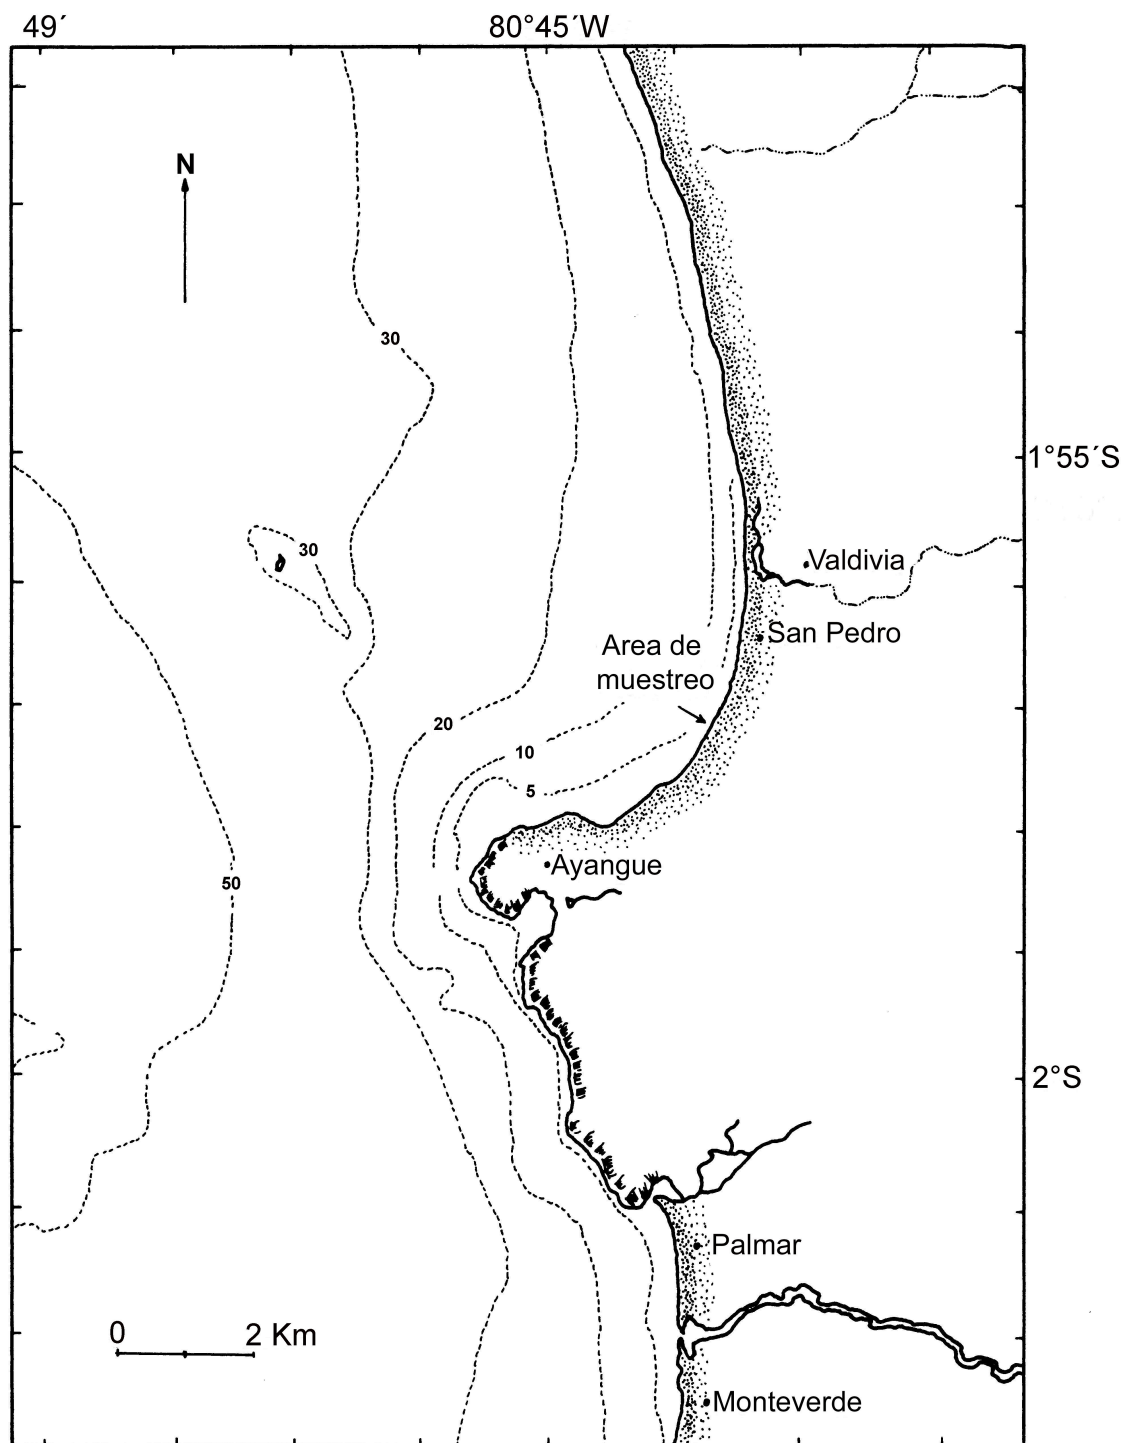 49´
80°45´W
N
30
1°55´S
30
Valdivia
San Pedro
Area de
muestreo
20
10
5
Ayangue
50
2°S
Palmar
0
2 Km
Monteverde